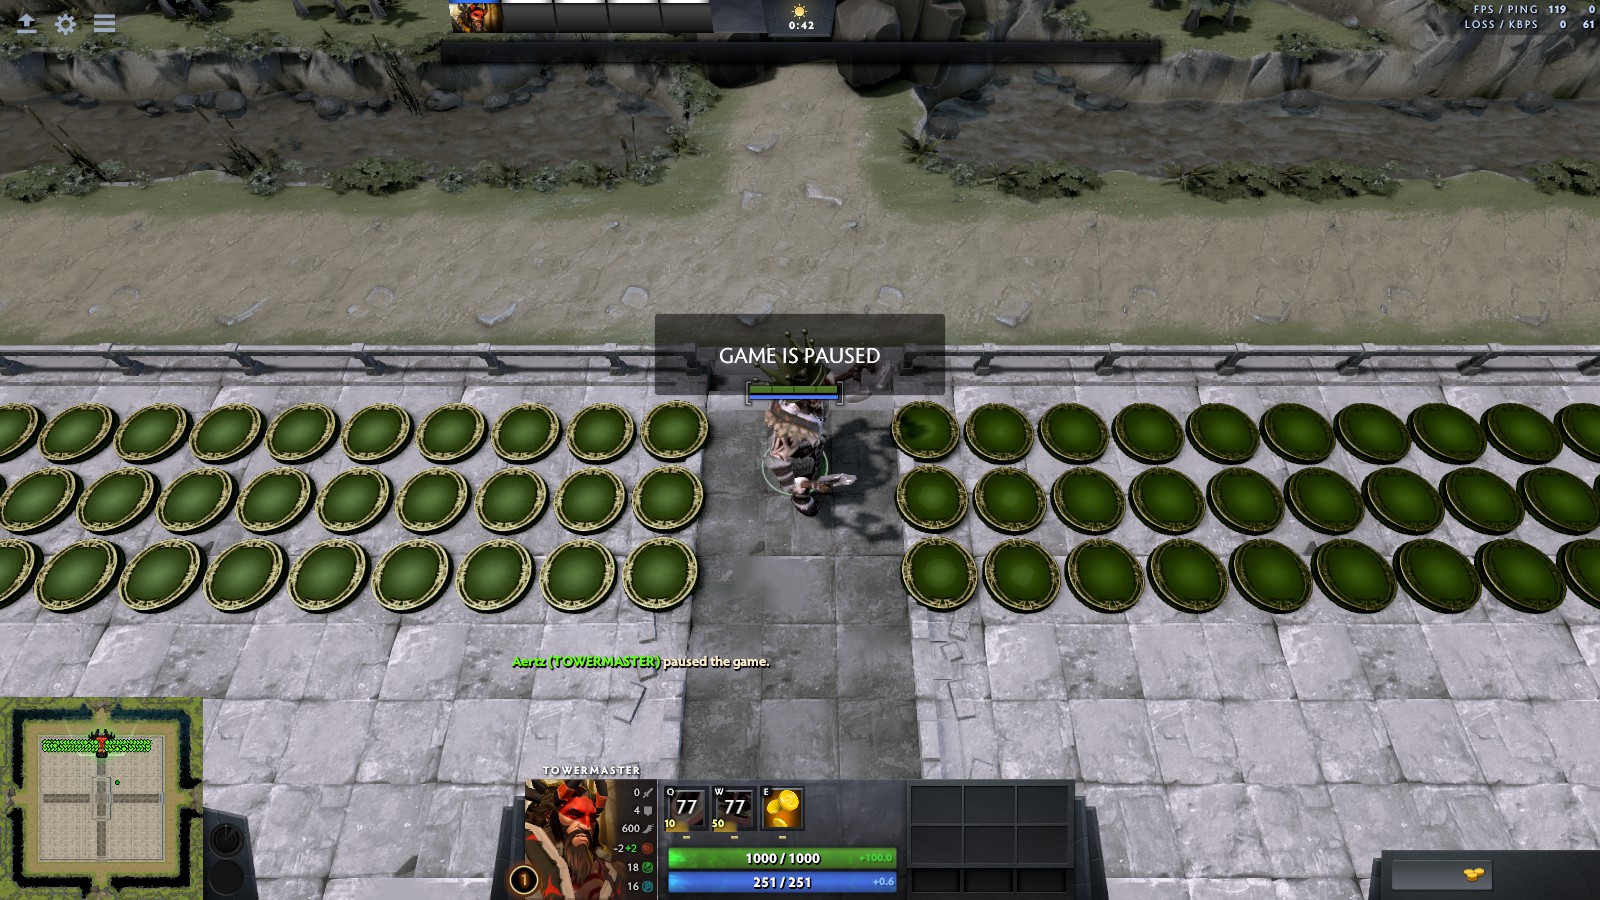 FPS / PING 119 0
LOSS / KBPS 0 61
0:42
GAME IS PAUSED
Aertz (TOWERMASTER) paused the game.
TOWERMASTER
0
4
600
-2+2
18
16
1
Q
77
10
W
77
50
E
1000 / 1000
+100.0
251 / 251
+0.6